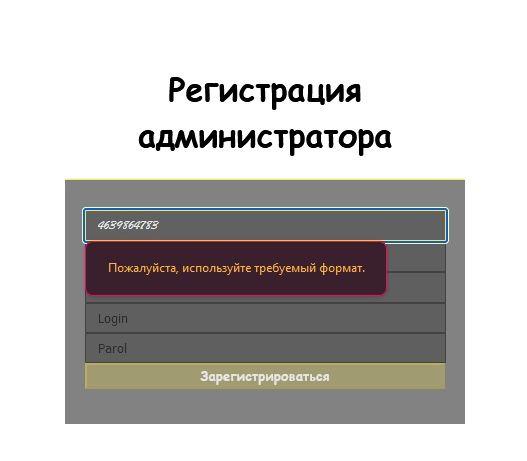 Регистрация
администратора
4639864783
Пожалуйста, используйте требуемый формат.
Login
Parol
Зарегистрироваться